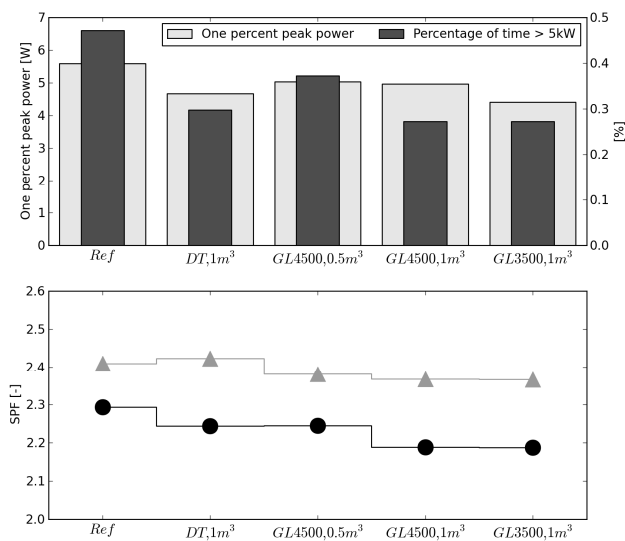 One percent peak power
Percentage of time > 5kW
One percent peak power [W]
7
6
5
4
3
2
1
0
0.5
0.4
0.3
0.2
0.1
0.0
[%]
Ref
DT,1m³
GL4500,0.5m³
GL4500,1m³
GL3500,1m³
SPF [-]
2.6
2.5
2.4
2.3
2.2
2.1
2.0
Ref
DT,1m³
GL4500,0.5m³
GL4500,1m³
GL3500,1m³